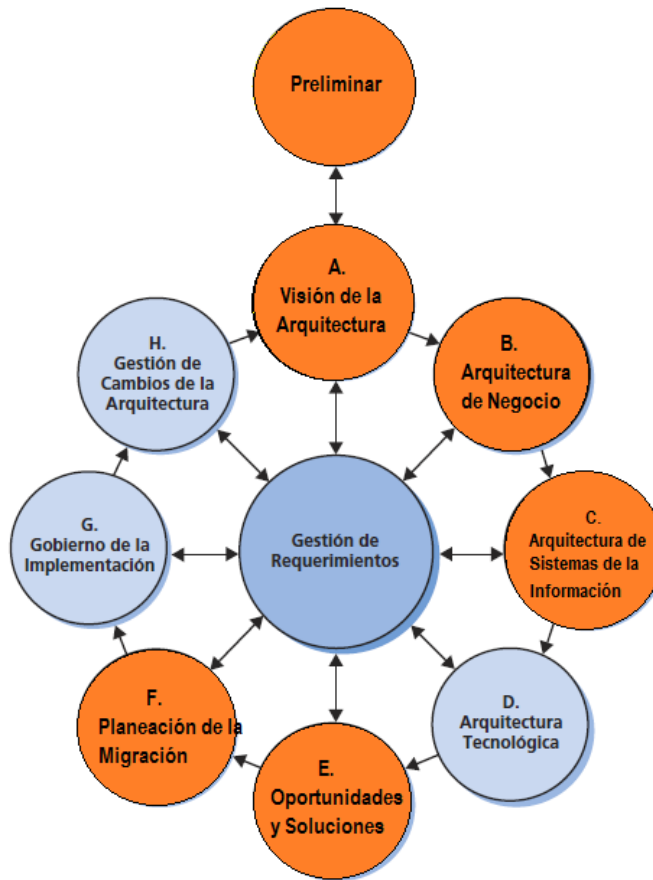 Preliminar
A.
Visión de la
Arquitectura
B.
Arquitectura
de Negocio
C.
Arquitectura de
Sistemas de la
Información
D.
Arquitectura
Tecnológica
E.
Oportunidades
y Soluciones
F.
Planeación de la
Migración
G.
Gobierno de la
Implementación
H.
Gestión de
Cambios de la
Arquitectura
Gestión de
Requerimientos